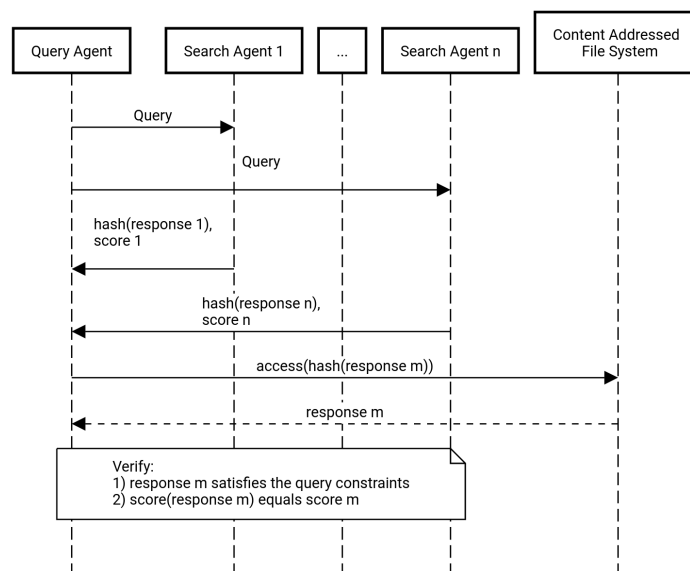 Query Agent
Search Agent 1
...
Search Agent n
Content Addressed
File System
Query
Query
hash(response 1),
score 1
hash(response n),
score n
access(hash(response m))
response m
Verify:
1) response m satisfies the query constraints
2) score(response m) equals score m